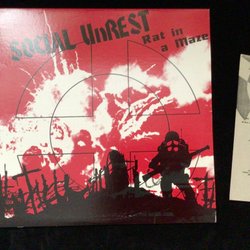 SOCIAL UnREST
Rat in
a Maze